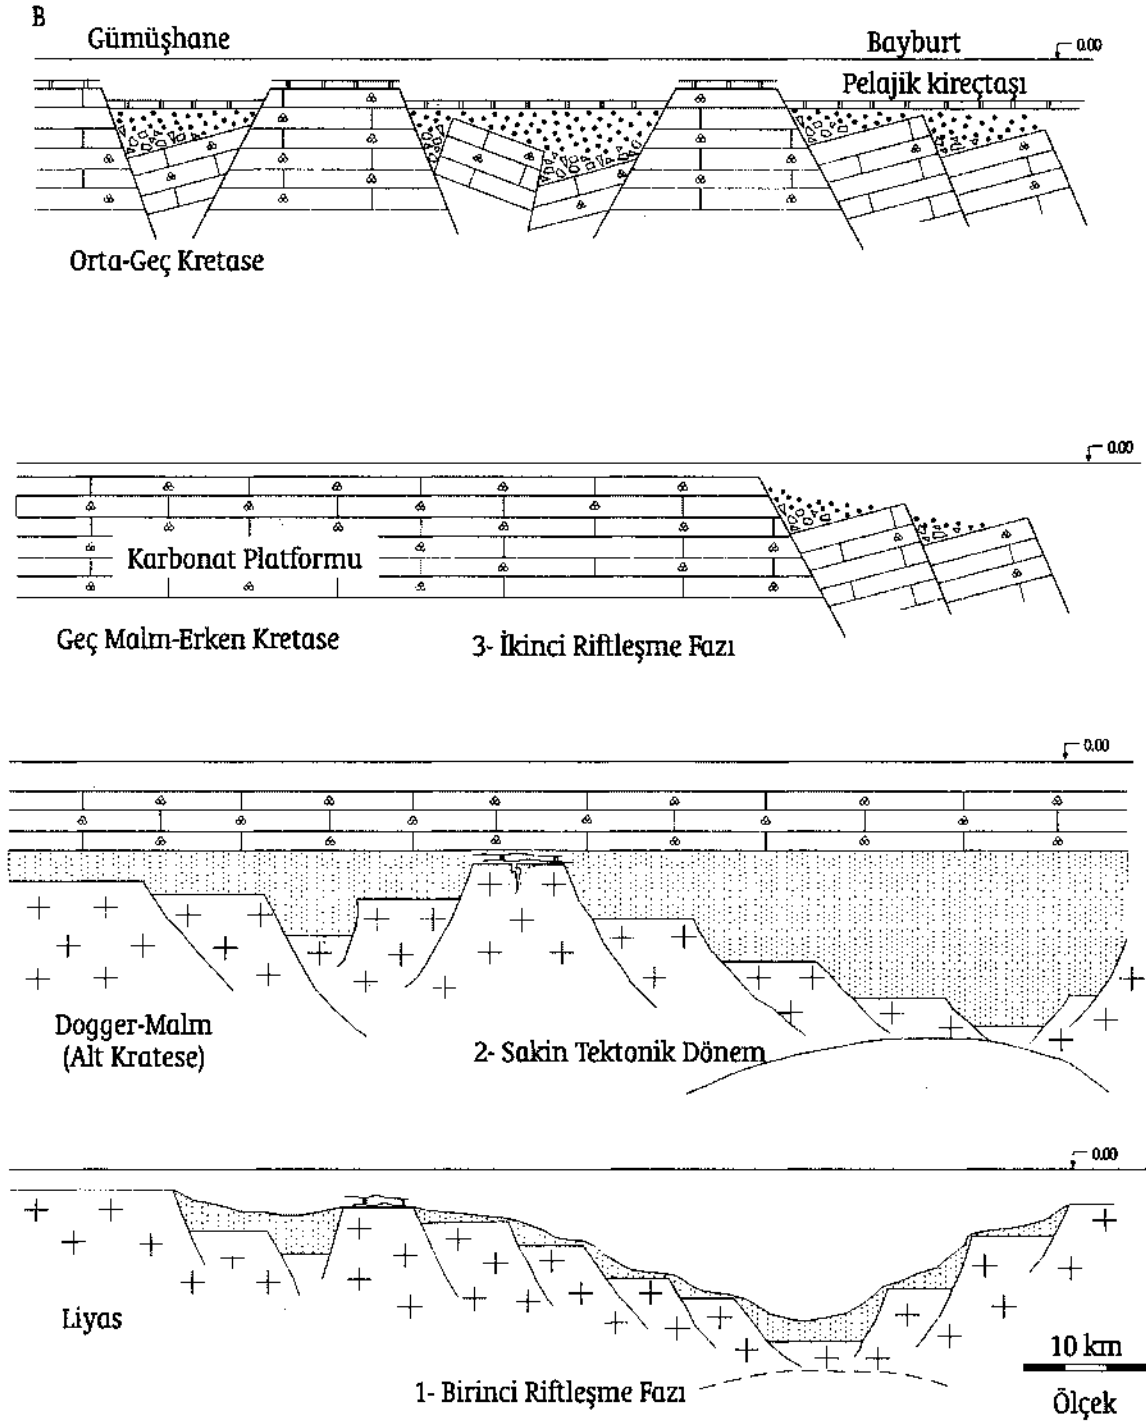 B
Gümüşhane
Bayburt
0.00
Pelajik kireçtaşı
Orta-Geç Kretase
0.00
Karbonat Platformu
Geç Malm-Erken Kretase
3- İkinci Riftleşme Fazı
0.00
Dogger-Malm
(Alt Kratese)
2- Sakin Tektonik Dönem
0.00
Liyas
1- Birinci Riftleşme Fazı
10 km
Ölçek